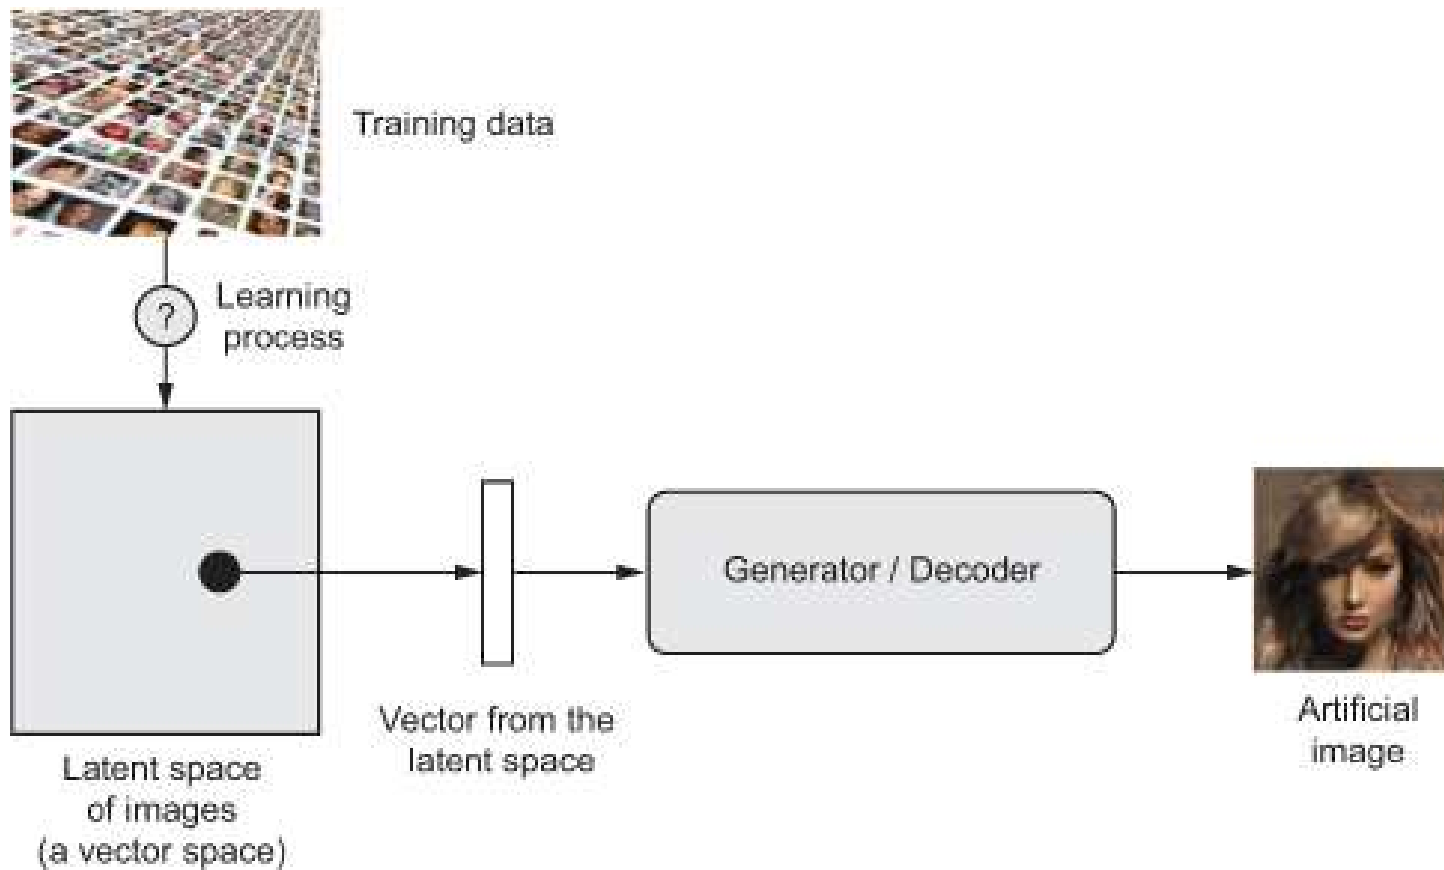 Training data
?
Learning
process
Generator / Decoder
Vector from the
latent space
Artificial
image
Latent space
of images
(a vector space)